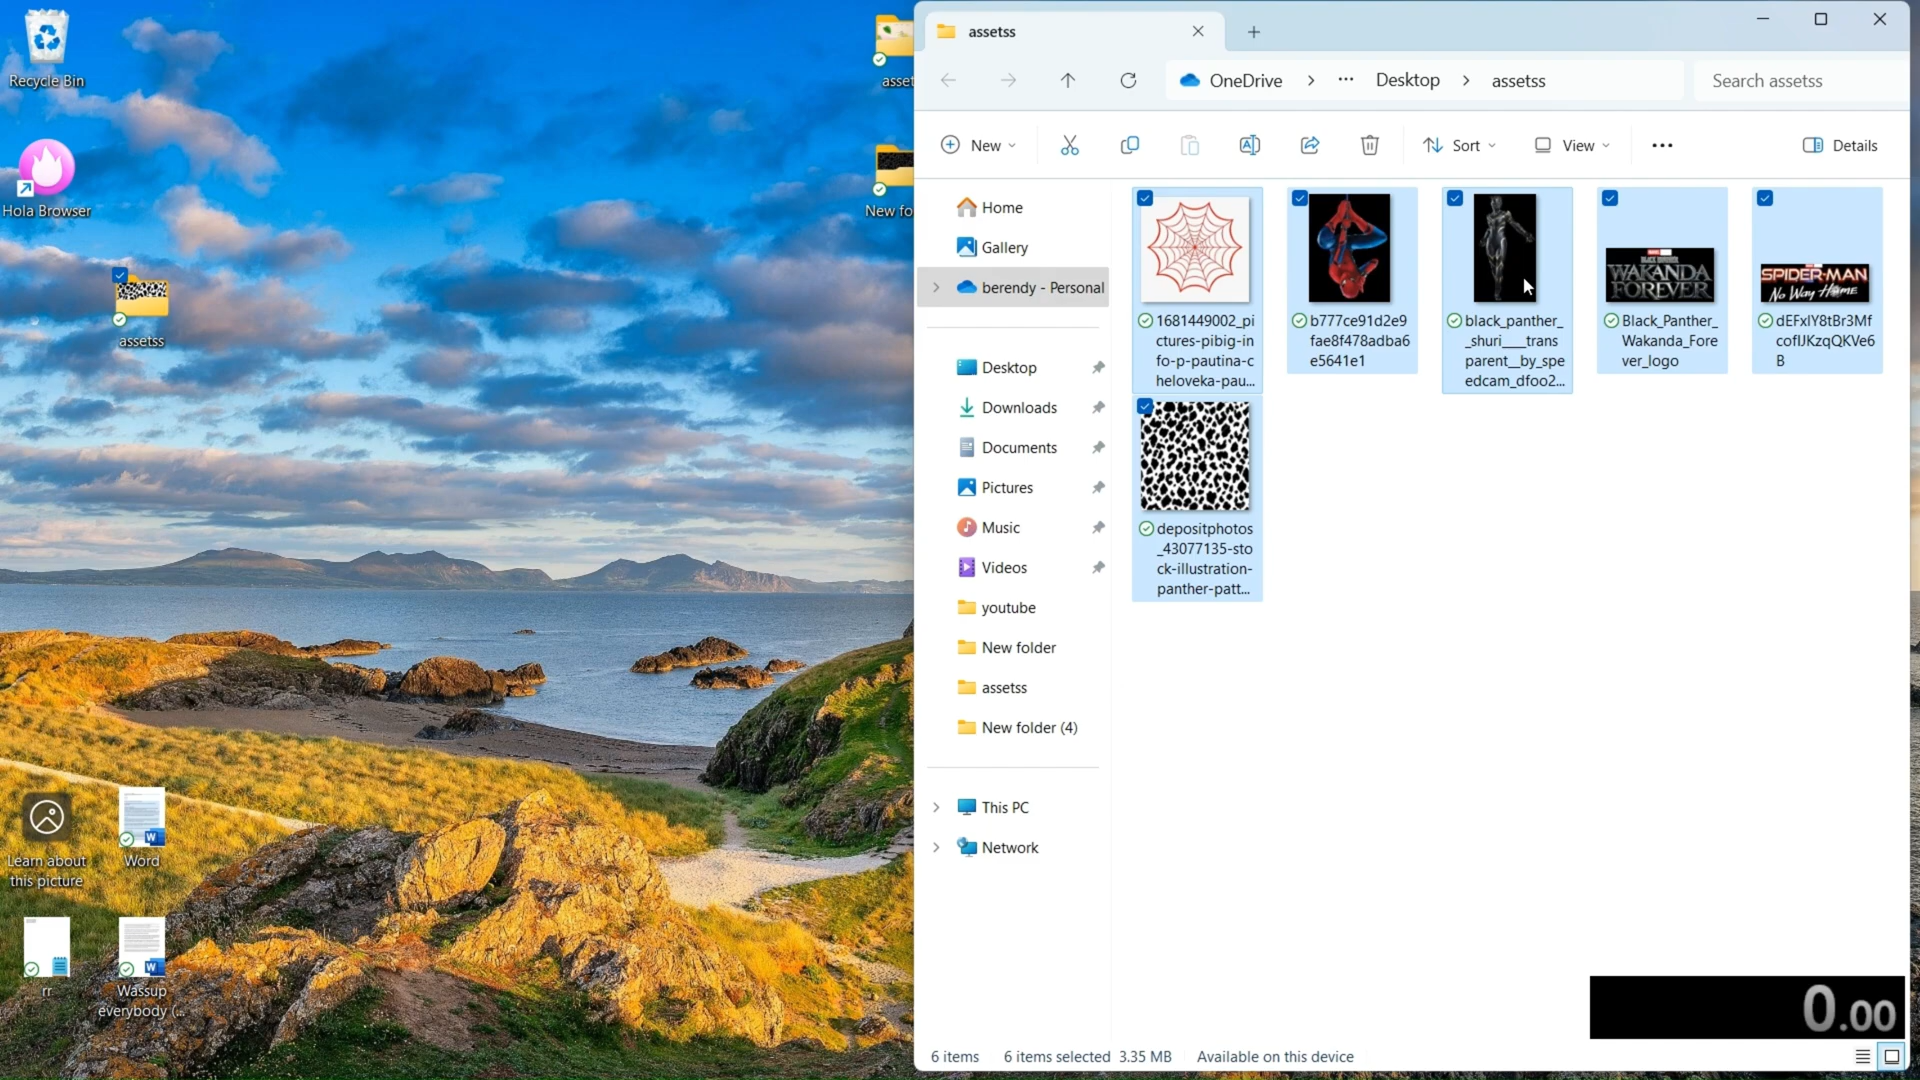 Recycle Bin
Hola Browser
assetss
asset
New fo
Learn about
this picture
Word
rr
Wassup
everybody (...
assetss
OneDrive
Desktop
assetss
Search assetss
New
Sort
View
Details
Home
Gallery
berendy - Personal
Desktop
Downloads
Documents
Pictures
Music
Videos
youtube
New folder
assetss
New folder (4)
This PC
Network
1681449002_pi
ctures-pibig-in
fo-p-pautina-c
heloveka-pau...
b777ce91d2e9
fae8f478adba6
e5641e1
black_panther_
_shuri___trans
parent__by_spe
edcam_dfoo2...
MARVEL
BLACK PANTHER
WAKANDA
FOREVER
Black_Panther_
Wakanda_Fore
ver_logo
SPIDER-MAN
No Way Home
dEFxlY8tBr3Mf
coflJKzqQKVe6
B
depositphotos
_43077135-sto
ck-illustration-
panther-patt...
0.00
6 items
6 items selected 3.35 MB
Available on this device